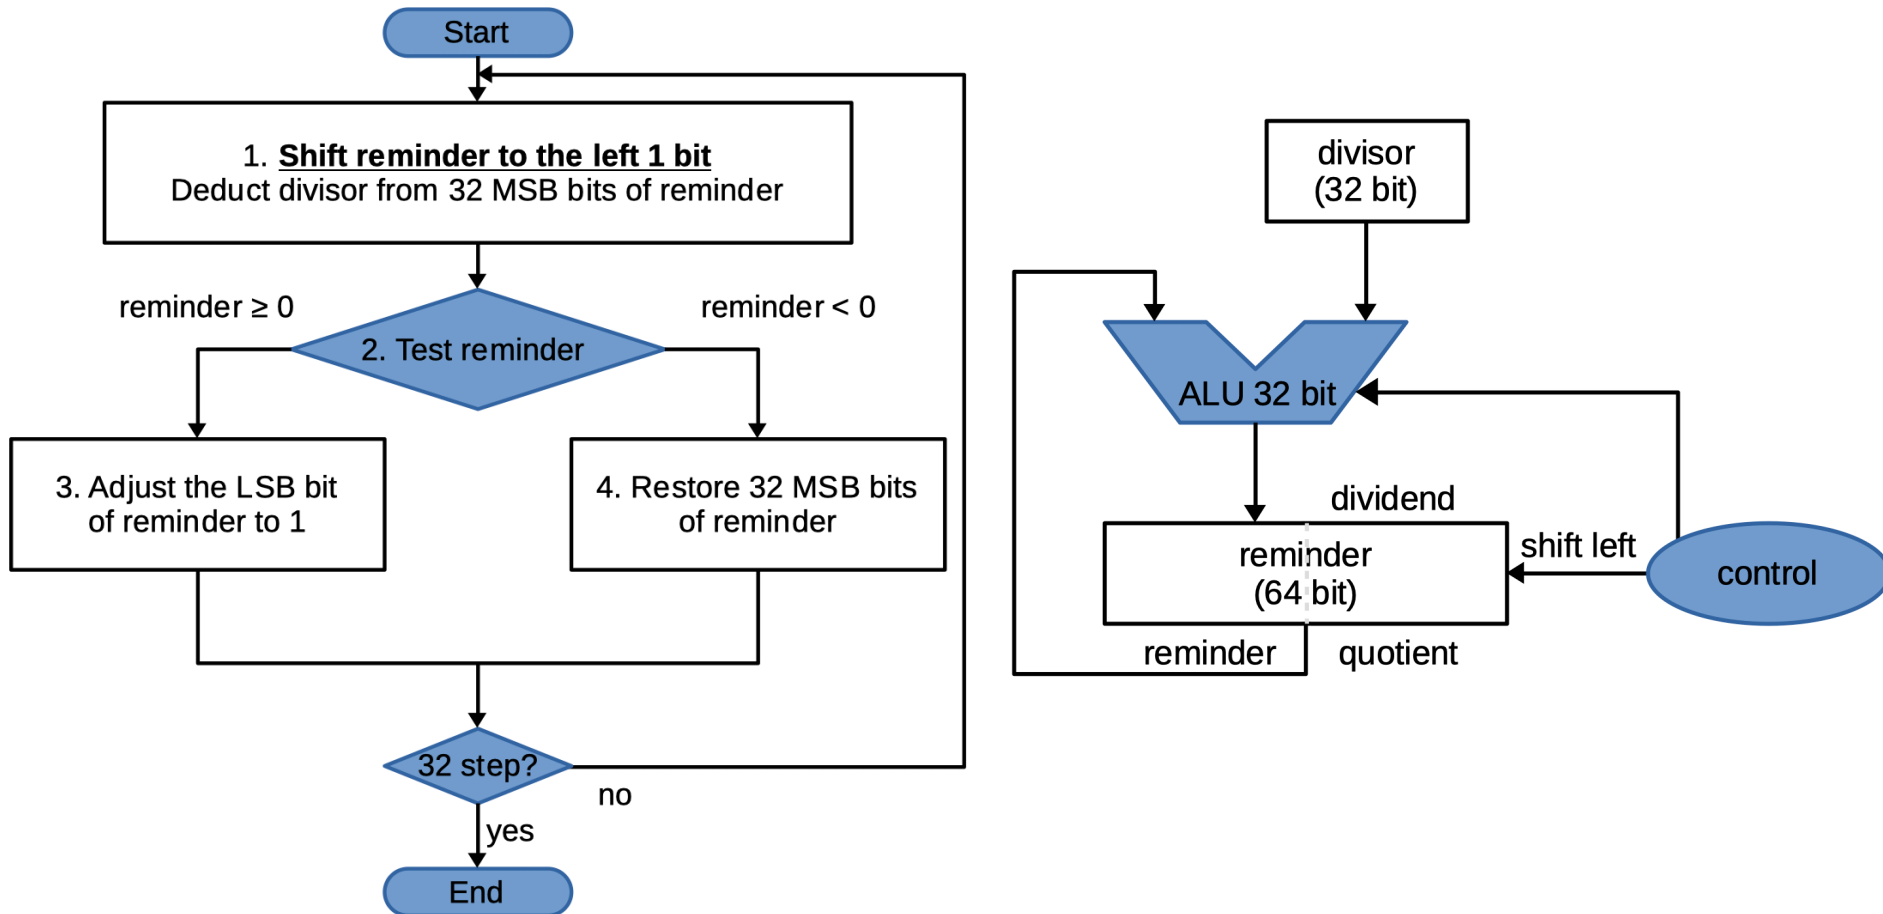 Start
1. Shift reminder to the left 1 bit
Deduct divisor from 32 MSB bits of reminder
reminder ≥ 0
reminder < 0
2. Test reminder
3. Adjust the LSB bit
of reminder to 1
4. Restore 32 MSB bits
of reminder
32 step?
no
yes
End
divisor
(32 bit)
ALU 32 bit
dividend
reminder
(64 bit)
shift left
control
reminder
quotient